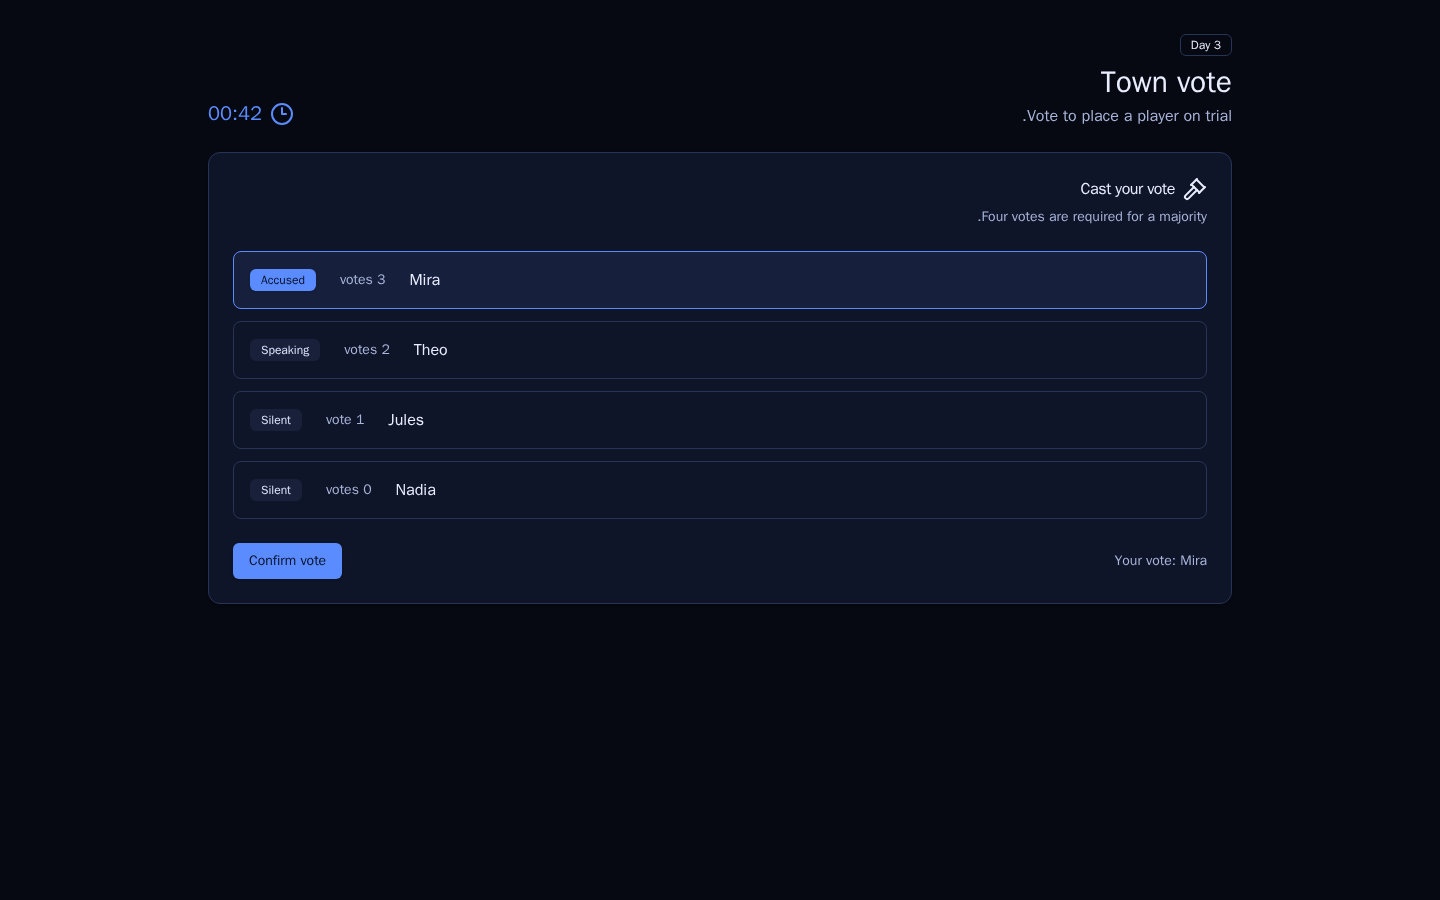 Day 3
Town vote
.Vote to place a player on trial
00:42
Cast your vote
.Four votes are required for a majority
Mira votes 3 Accused
Theo votes 2 Speaking
Jules vote 1 Silent
Nadia votes 0 Silent
Your vote: Mira
Confirm vote